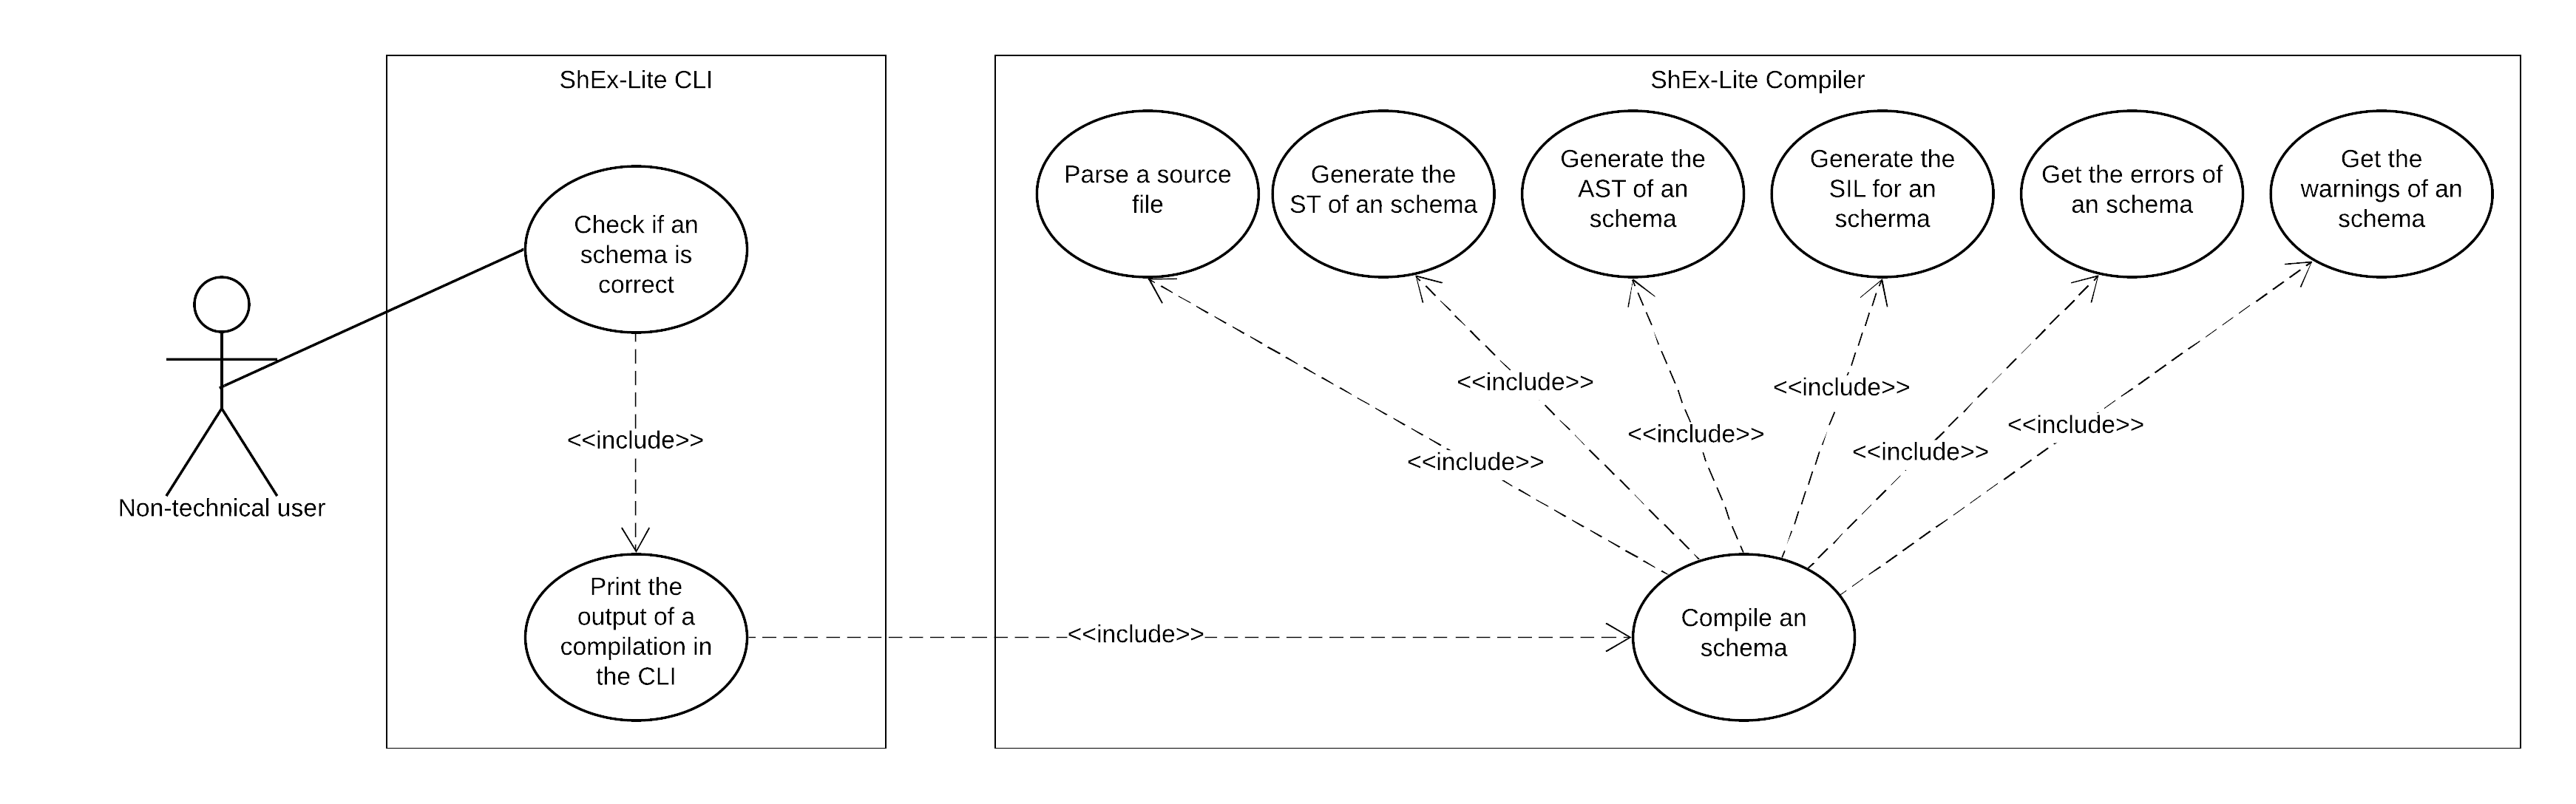 ShEx-Lite CLI
Check if an
schema is
correct
<<include>>
Non-technical user
Print the
output of a
compilation in
the CLI
<<include>>
ShEx-Lite Compiler
Parse a source
file
Generate the
ST of an schema
Generate the
AST of an
schema
Generate the
SIL for an
scherma
Get the errors of
an schema
Get the
warnings of an
schema
<<include>>
<<include>>
<<include>>
<<include>>
<<include>>
<<include>>
Compile an
schema